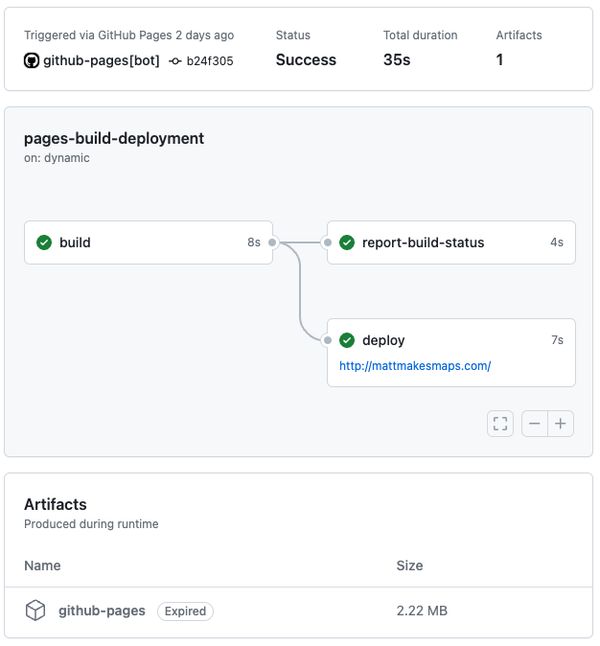 Triggered via GitHub Pages 2 days ago
github-pages[bot] b24f305
Status
Success
Total duration
35s
Artifacts
1
pages-build-deployment
on: dynamic
build 8s
report-build-status 4s
deploy 7s
http://mattmakesmaps.com/
Artifacts
Produced during runtime
Name Size
github-pages Expired 2.22 MB